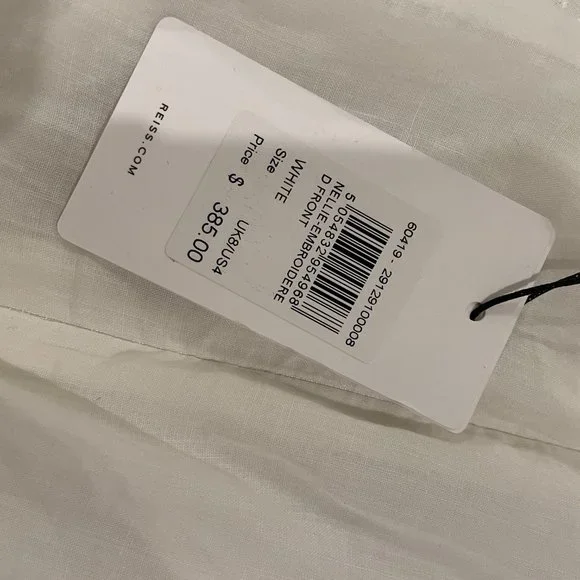 60419 29129100008
5 054832 954968
NELLIE-EMBROIDERE
D FRONT
WHITE
Size UK8/US4
Price $ 385.00
REISS.COM